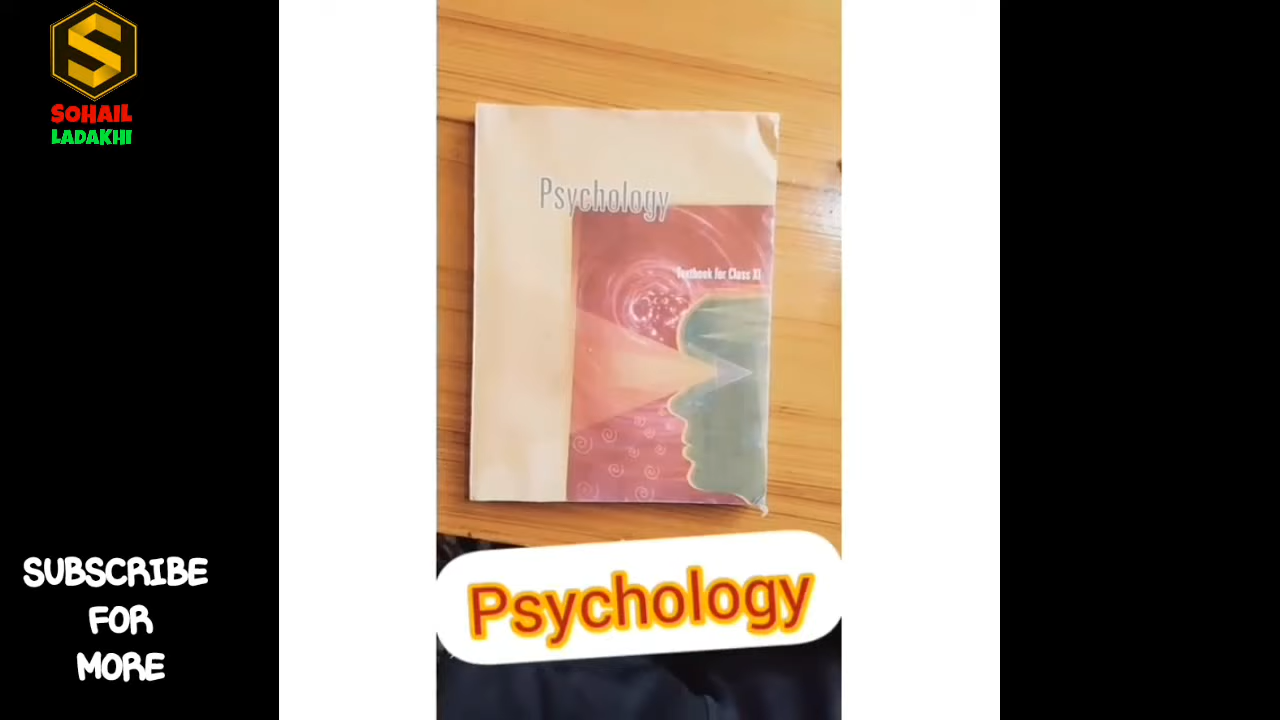 SOHAIL
LADAKHI
Psychology
Textbook for Class XI
Psychology
SUBSCRIBE
FOR
MORE